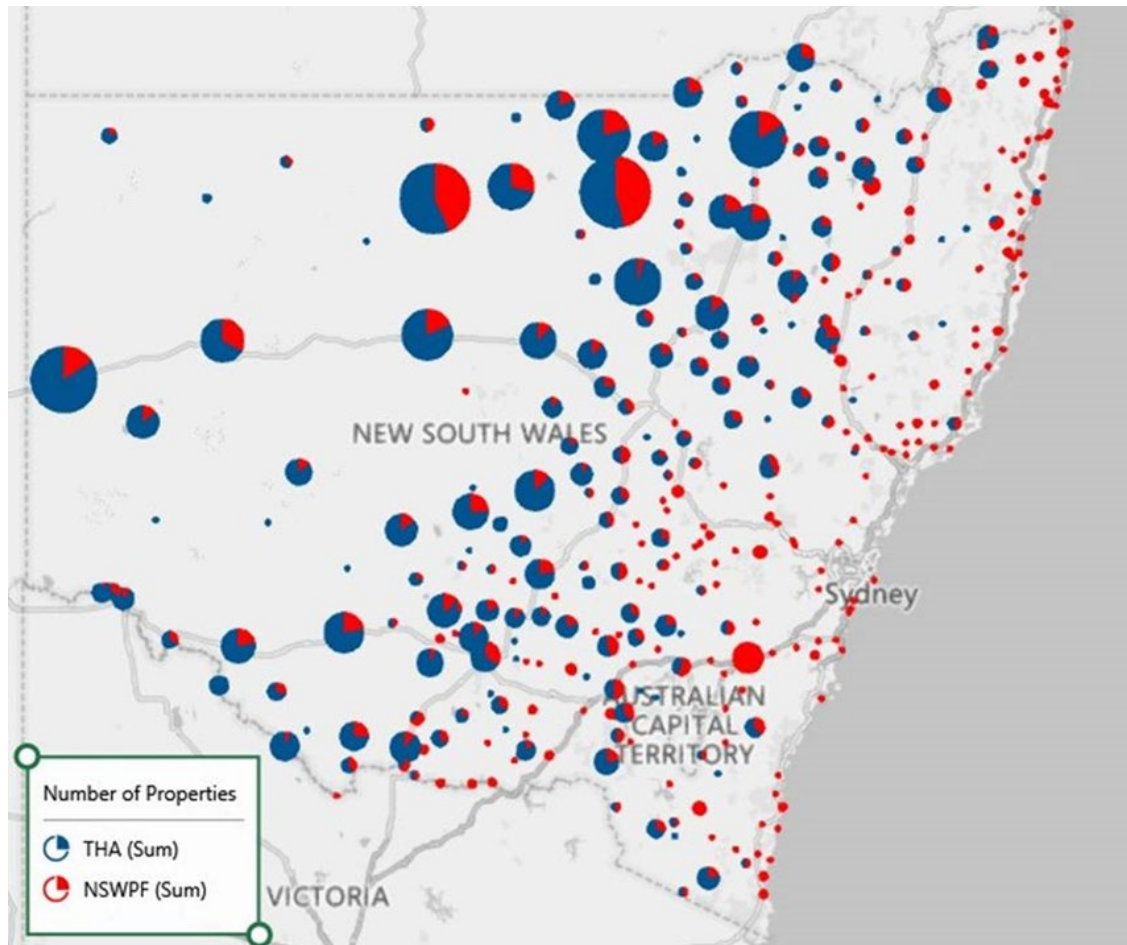 NEW SOUTH WALES
Sydney
AUSTRALIAN
CAPITAL
TERRITORY
Number of Properties
THA (Sum)
NSWPF (Sum)
VICTORIA